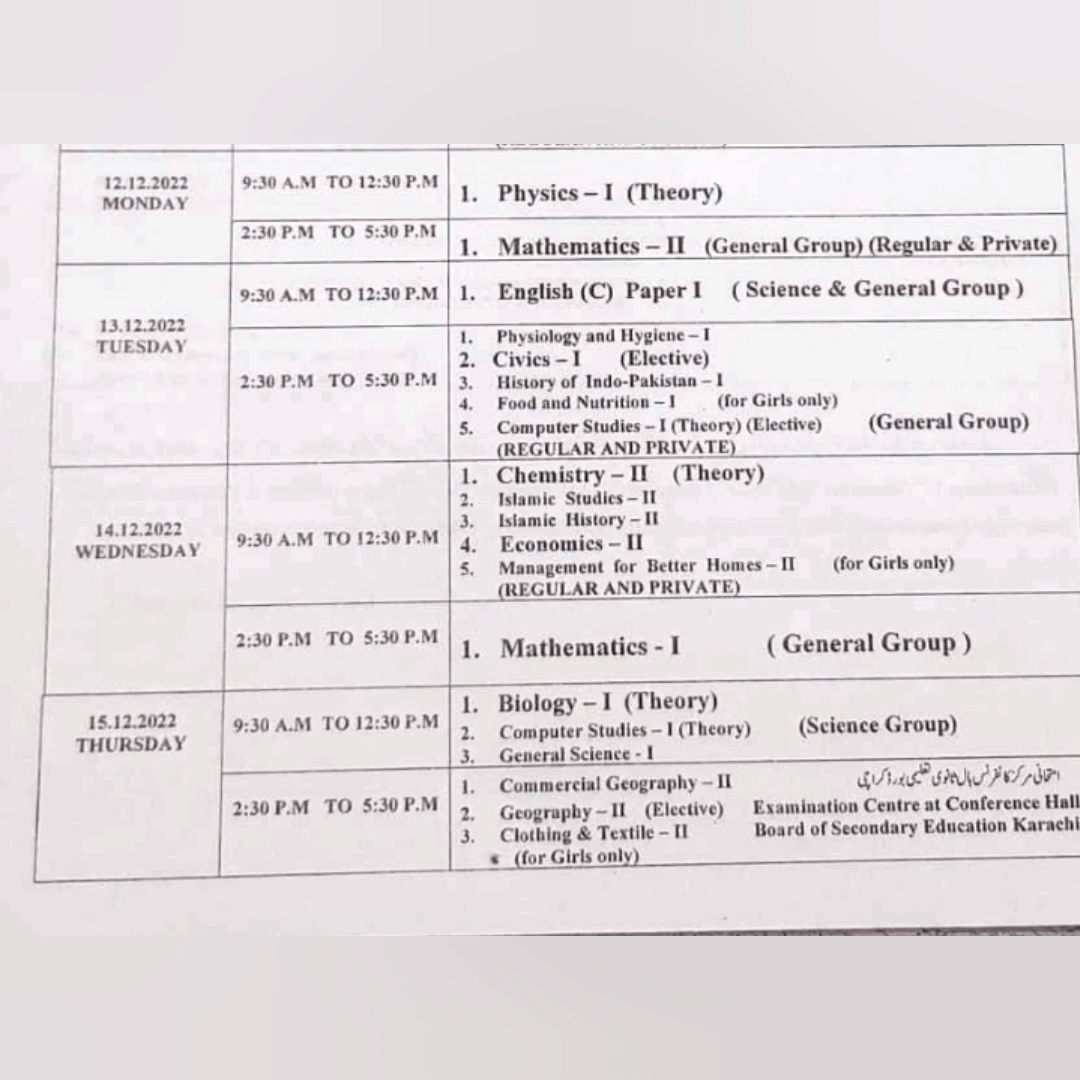 12.12.2022
MONDAY
9:30 A.M TO 12:30 P.M
1. Physics – I (Theory)
2:30 P.M TO 5:30 P.M
1. Mathematics – II (General Group) (Regular & Private)
13.12.2022
TUESDAY
9:30 A.M TO 12:30 P.M
1. English (C) Paper I ( Science & General Group )
2:30 P.M TO 5:30 P.M
1. Physiology and Hygiene – I
2. Civics – I (Elective)
3. History of Indo-Pakistan – I
4. Food and Nutrition – I (for Girls only)
5. Computer Studies – I (Theory) (Elective) (General Group)
(REGULAR AND PRIVATE)
14.12.2022
WEDNESDAY
9:30 A.M TO 12:30 P.M
1. Chemistry – II (Theory)
2. Islamic Studies – II
3. Islamic History – II
4. Economics – II
5. Management for Better Homes – II (for Girls only)
(REGULAR AND PRIVATE)
2:30 P.M TO 5:30 P.M
1. Mathematics - I ( General Group )
15.12.2022
THURSDAY
9:30 A.M TO 12:30 P.M
1. Biology – I (Theory)
2. Computer Studies – I (Theory) (Science Group)
3. General Science - I
2:30 P.M TO 5:30 P.M
1. Commercial Geography – II
2. Geography – II (Elective)
3. Clothing & Textile – II
(for Girls only)
امتحانی مرکز کانفرنس ہال ثانوی تعلیمی بورڈ کراچی
Examination Centre at Conference Hall
Board of Secondary Education Karachi